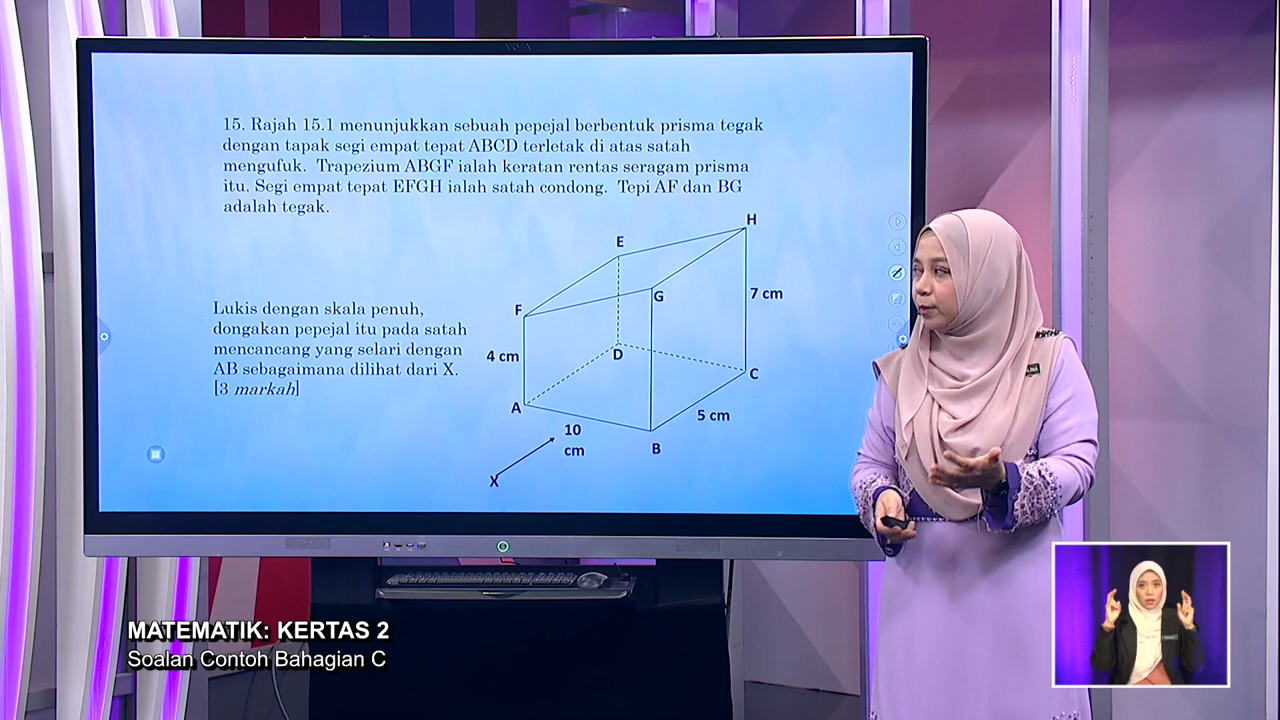 15. Rajah 15.1 menunjukkan sebuah pepejal berbentuk prisma tegak
dengan tapak segi empat tepat ABCD terletak di atas satah
mengufuk. Trapezium ABGF ialah keratan rentas seragam prisma
itu. Segi empat tepat EFGH ialah satah condong. Tepi AF dan BG
adalah tegak.
Lukis dengan skala penuh,
dongakan pepejal itu pada satah
mencancang yang selari dengan
AB sebagaimana dilihat dari X.
[3 markah]
H
E
F
G
7 cm
4 cm
D
C
A
5 cm
10
cm
B
X
MATEMATIK: KERTAS 2
Soalan Contoh Bahagian C